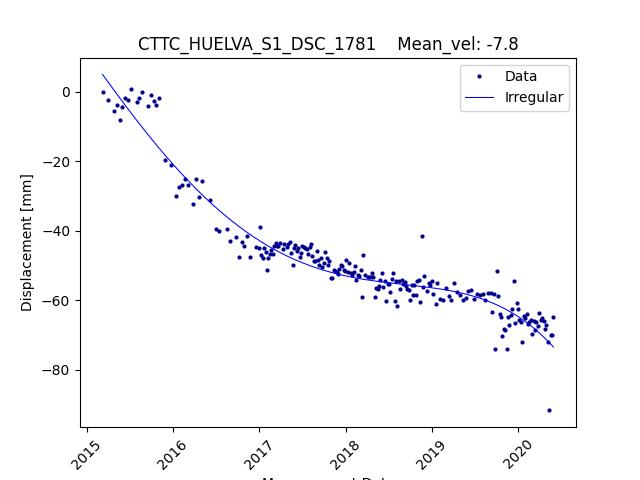 CTTC_HUELVA_S1_DSC_1781    Mean_vel: -7.8
Data
Irregular
Displacement [mm]
0
−20
−40
−60
−80
2015
2016
2017
2018
2019
2020